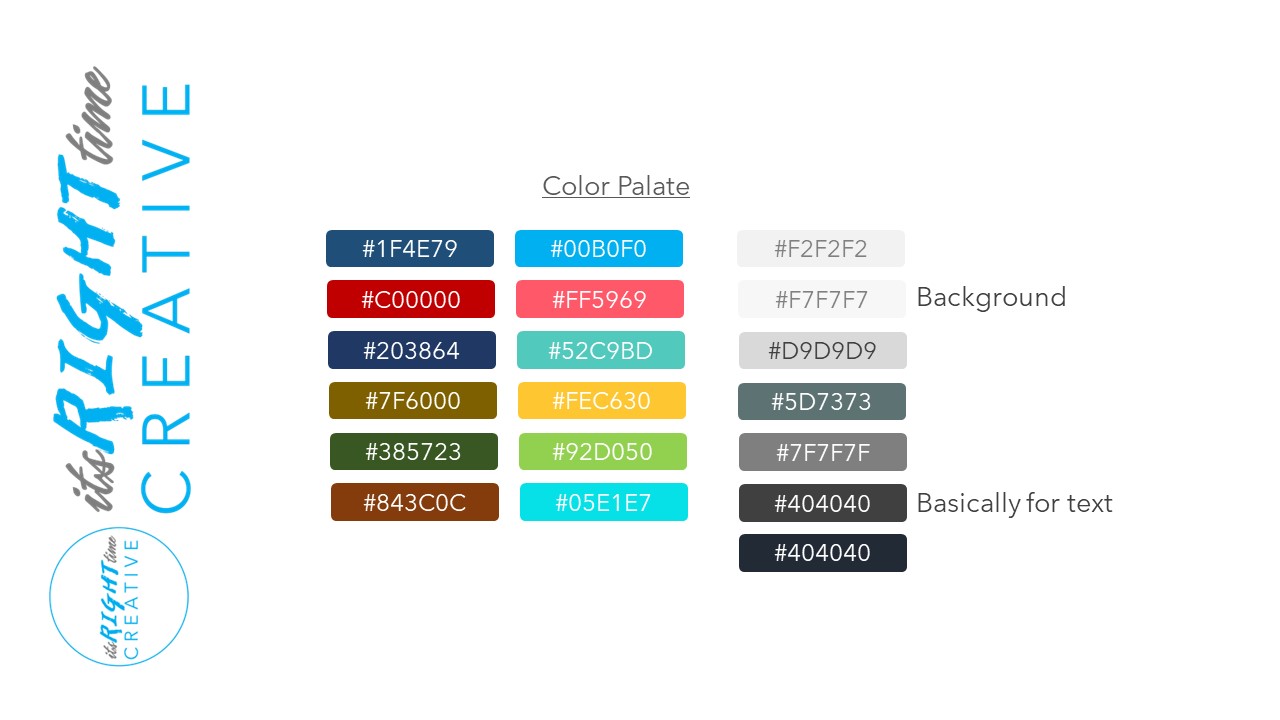 itsRIGHTtime
CREATIVE
itsRIGHTtime
CREATIVE
Color Palate
#1F4E79 #00B0F0 #F2F2F2
#C00000 #FF5969 #F7F7F7 Background
#203864 #52C9BD #D9D9D9
#7F6000 #FEC630 #5D7373
#385723 #92D050 #7F7F7F
#843C0C #05E1E7 #404040 Basically for text
#404040